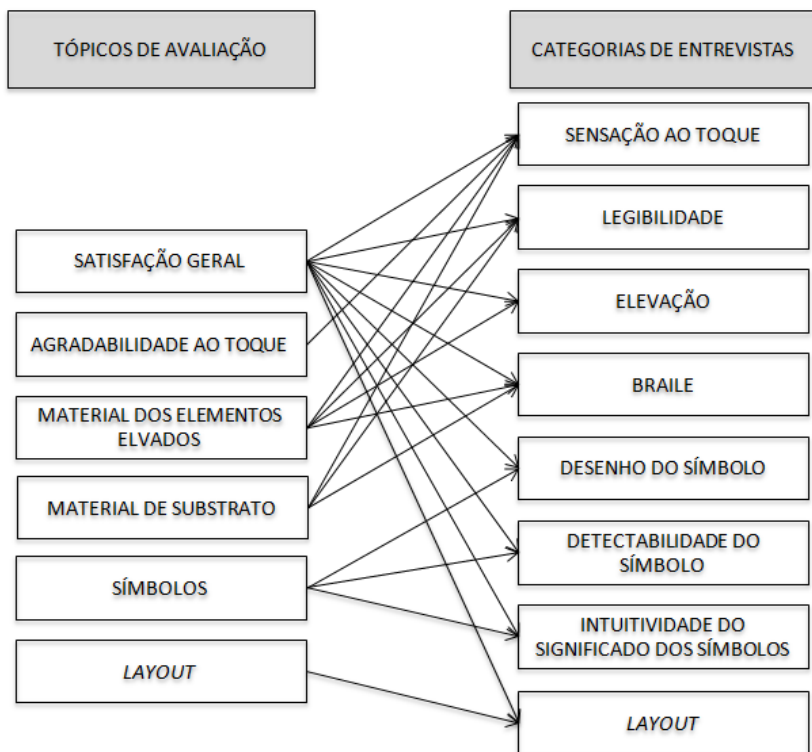 TÓPICOS DE AVALIAÇÃO
SATISFAÇÃO GERAL
AGRADABILIDADE AO TOQUE
MATERIAL DOS ELEMENTOS
ELVADOS
MATERIAL DE SUBSTRATO
SÍMBOLOS
LAYOUT
CATEGORIAS DE ENTREVISTAS
SENSAÇÃO AO TOQUE
LEGIBILIDADE
ELEVAÇÃO
BRAILE
DESENHO DO SÍMBOLO
DETECTABILIDADE DO
SÍMBOLO
INTUITIVIDADE DO
SIGNIFICADO DOS SÍMBOLOS
LAYOUT